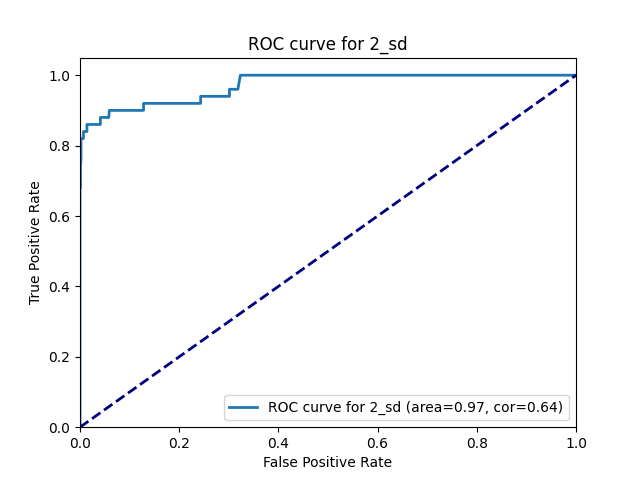 ROC curve for 2_sd
True Positive Rate
1.0
0.8
0.6
0.4
0.2
0.0
ROC curve for 2_sd (area=0.97, cor=0.64)
0.0 0.2 0.4 0.6 0.8 1.0
False Positive Rate